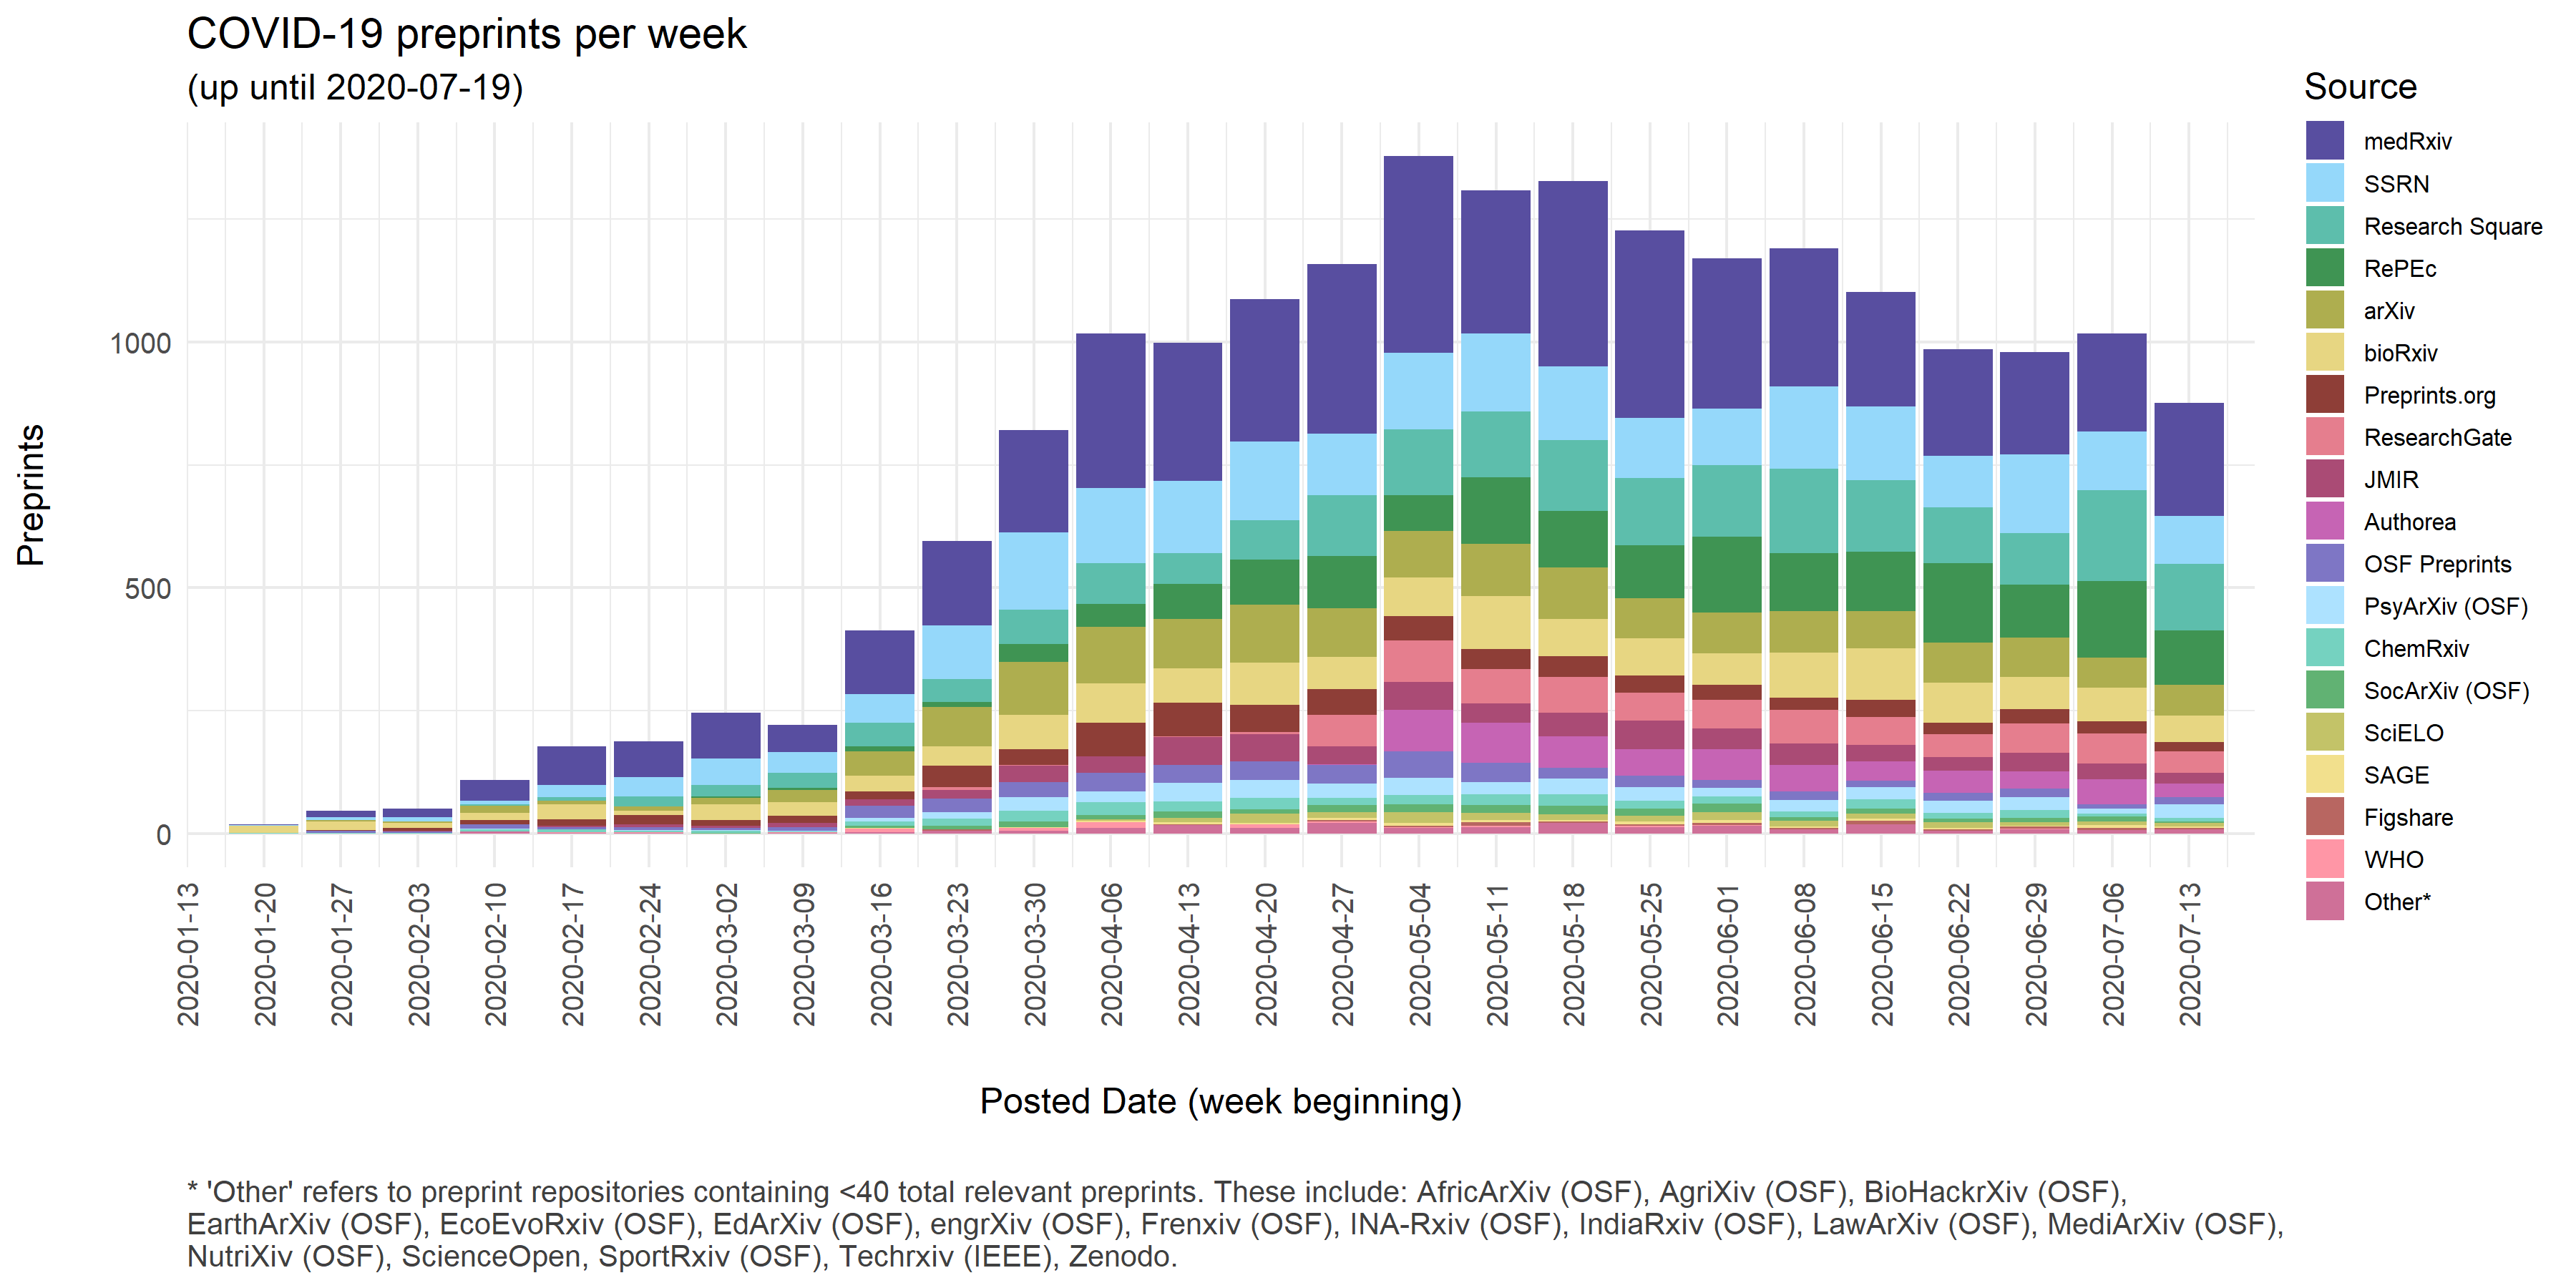 COVID-19 preprints per week
(up until 2020-07-19)
Source
medRxiv
SSRN
Research Square
RePEc
arXiv
bioRxiv
Preprints.org
ResearchGate
JMIR
Authorea
OSF Preprints
PsyArXiv (OSF)
ChemRxiv
SocArXiv (OSF)
SciELO
SAGE
Figshare
WHO
Other*
Preprints
1000
500
0
2020-01-13
2020-01-20
2020-01-27
2020-02-03
2020-02-10
2020-02-17
2020-02-24
2020-03-02
2020-03-09
2020-03-16
2020-03-23
2020-03-30
2020-04-06
2020-04-13
2020-04-20
2020-04-27
2020-05-04
2020-05-11
2020-05-18
2020-05-25
2020-06-01
2020-06-08
2020-06-15
2020-06-22
2020-06-29
2020-07-06
2020-07-13
Posted Date (week beginning)
* 'Other' refers to preprint repositories containing <40 total relevant preprints. These include: AfricArXiv (OSF), AgriXiv (OSF), BioHackrXiv (OSF),
EarthArXiv (OSF), EcoEvoRxiv (OSF), EdArXiv (OSF), engrXiv (OSF), Frenxiv (OSF), INA-Rxiv (OSF), IndiaRxiv (OSF), LawArXiv (OSF), MediArXiv (OSF),
NutriXiv (OSF), ScienceOpen, SportRxiv (OSF), Techrxiv (IEEE), Zenodo.